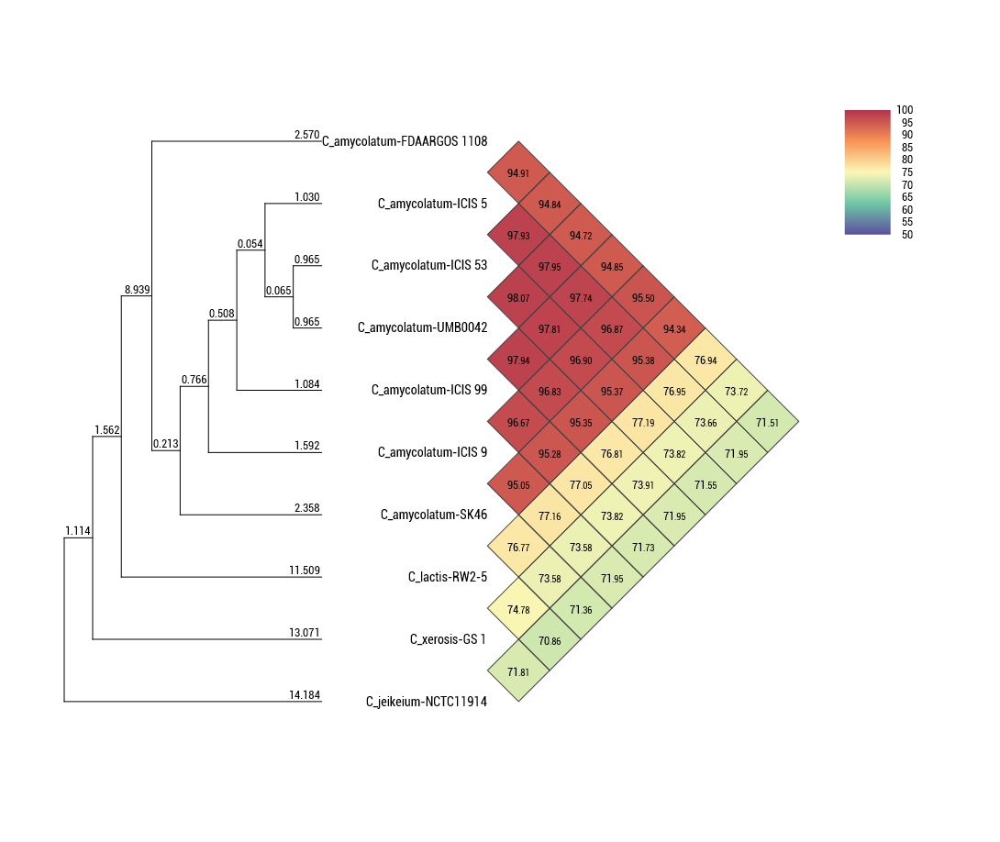 100
95
90
85
80
75
70
65
60
55
50
2.570 C_amycolatum-FDAARGOS 1108
94.91
1.030 C_amycolatum-ICIS 5 94.84
97.93 94.72
0.054
0.965 C_amycolatum-ICIS 53 97.95 94.85
0.065
8.939
98.07 97.74 95.50
0.508
0.965 C_amycolatum-UMB0042 97.81 96.87 94.34
97.94 96.90 95.38 76.94
0.766
1.084 C_amycolatum-ICIS 99 96.83 95.37 76.95 73.72
1.562
96.67 95.35 77.19 73.66 71.51
0.213
1.592 C_amycolatum-ICIS 9 95.28 76.81 73.82 71.95
95.05 77.05 73.91 71.55
2.358 C_amycolatum-SK46 77.16 73.82 71.95
1.114
76.77 73.58 71.73
11.509 C_lactis-RW2-5 73.58 71.95
74.78 71.36
13.071 C_xerosis-GS 1 70.86
71.81
14.184 C_jeikeium-NCTC11914